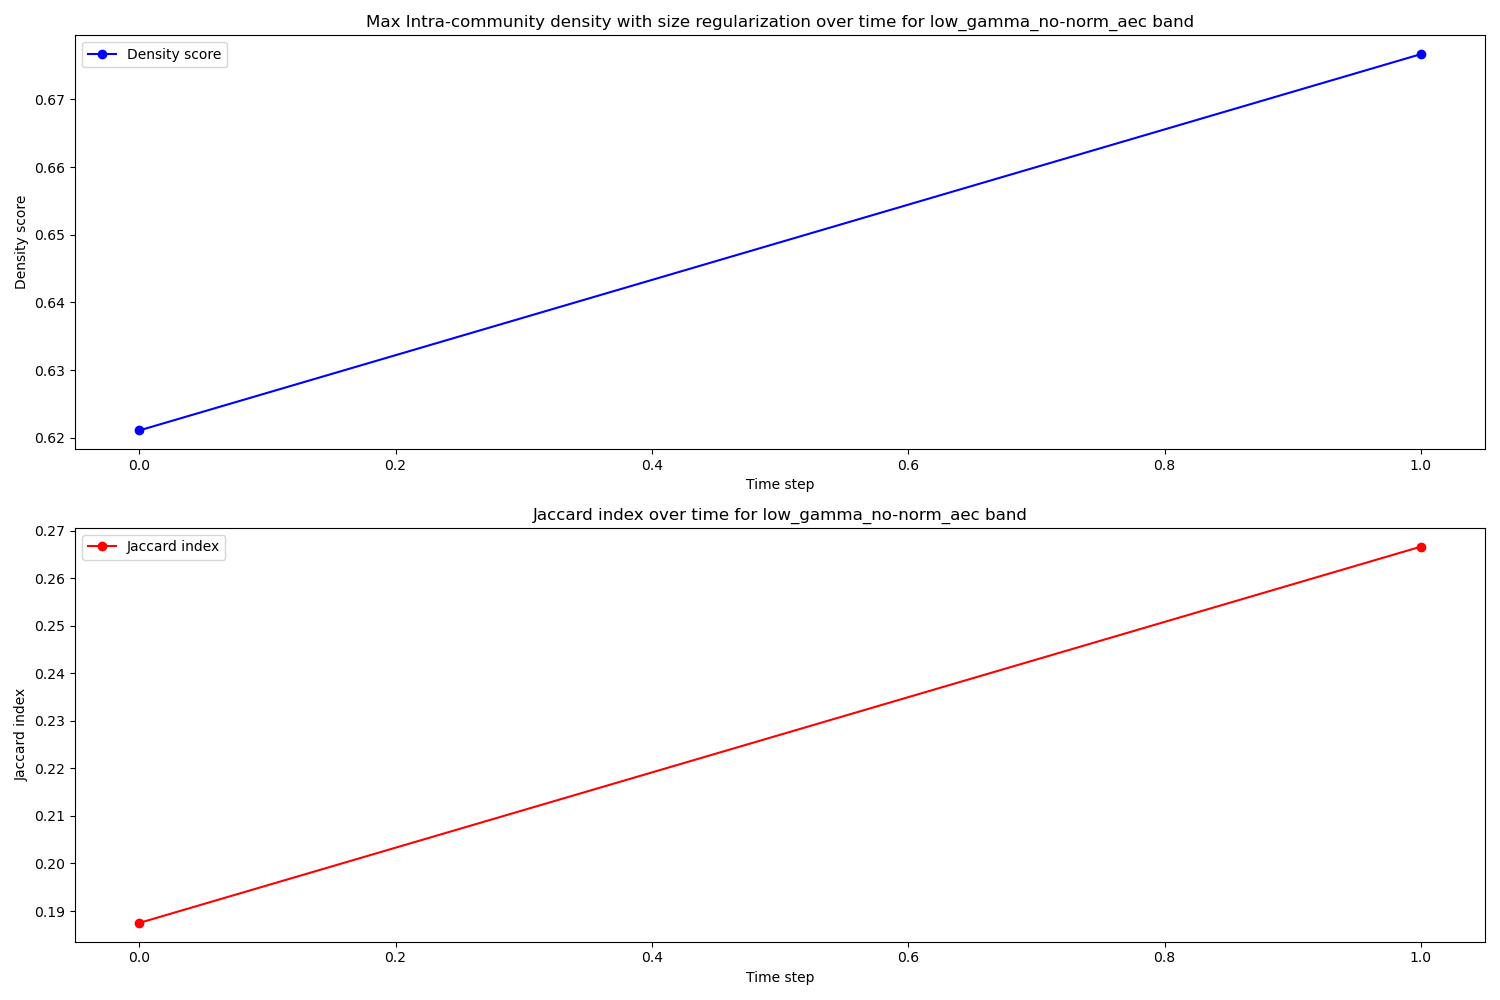 Max Intra-community density with size regularization over time for low_gamma_no-norm_aec band
Density score
0.67
0.66
0.65
0.64
0.63
0.62
Density score
0.0 0.2 0.4 0.6 0.8 1.0
Time step
Jaccard index over time for low_gamma_no-norm_aec band
Jaccard index
0.27
0.26
0.25
0.24
0.23
0.22
0.21
0.20
0.19
Jaccard index
0.0 0.2 0.4 0.6 0.8 1.0
Time step